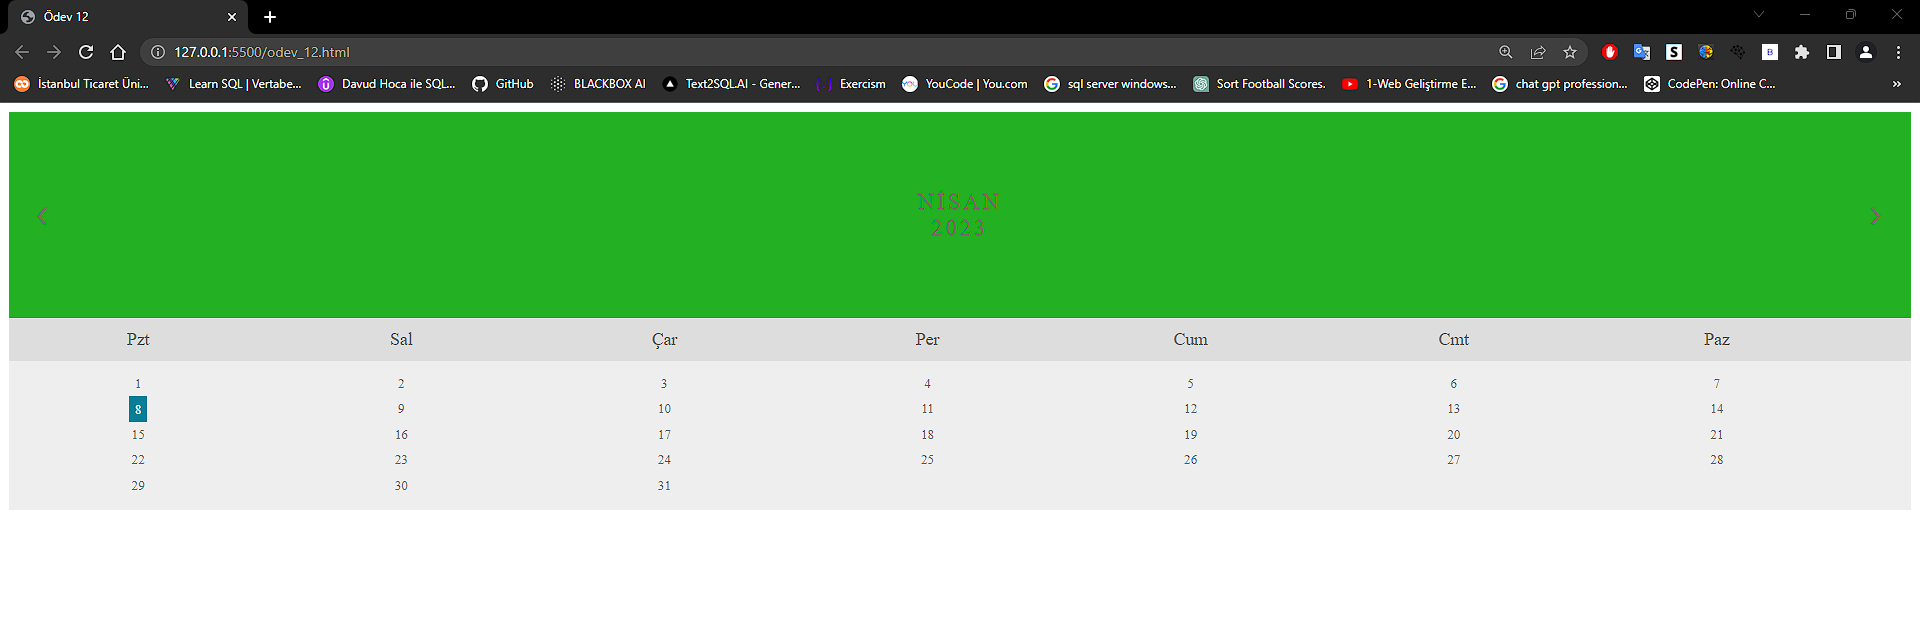 Ödev 12
127.0.0.1:5500/odev_12.html
İstanbul Ticaret Üni... Learn SQL | Vertabe... Davud Hoca ile SQL... GitHub BLACKBOX AI Text2SQL.AI - Gener... Exercism YouCode | You.com sql server windows... Sort Football Scores. 1-Web Geliştirme E... chat gpt profession... CodePen: Online C... »
❮ NİSAN ❯
2023
Pzt Sal Çar Per Cum Cmt Paz
1 2 3 4 5 6 7
8 9 10 11 12 13 14
15 16 17 18 19 20 21
22 23 24 25 26 27 28
29 30 31